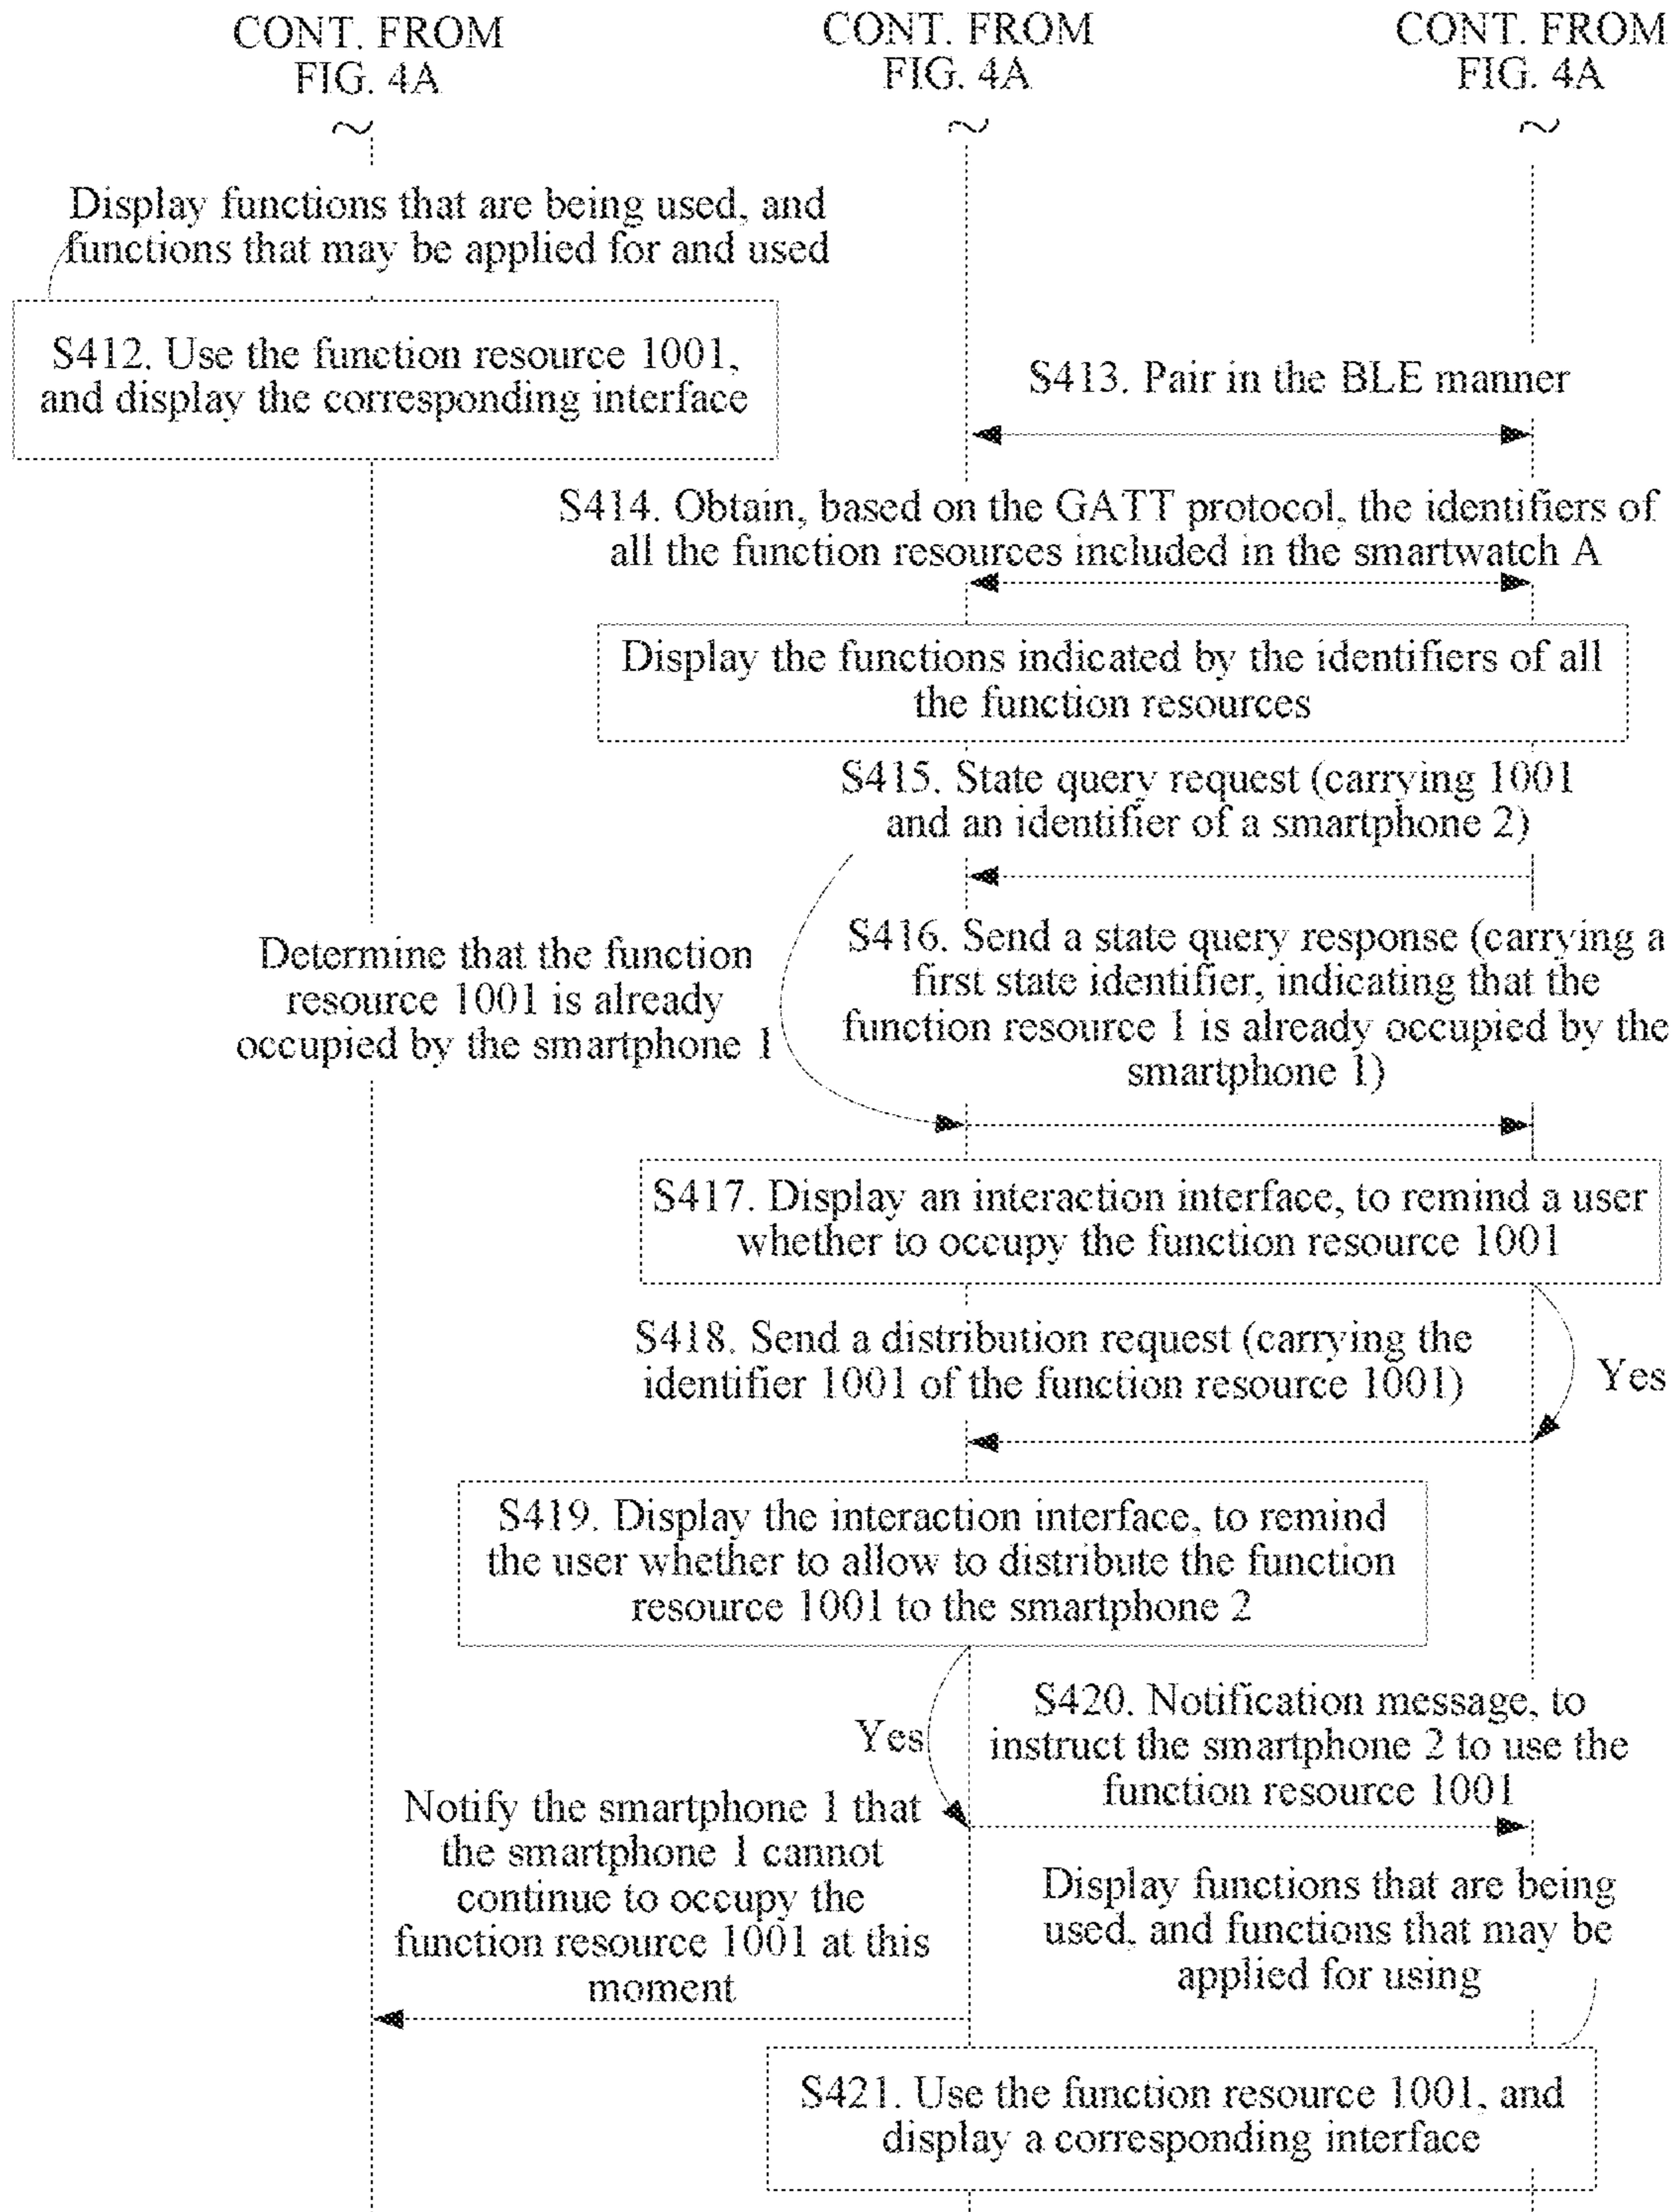 CONT. FROM
FIG. 4A
CONT. FROM
FIG. 4A
CONT. FROM
FIG. 4A
Display functions that are being used, and
functions that may be applied for and used
S412. Use the function resource 1001,
and display the corresponding interface
S413. Pair in the BLE manner
S414. Obtain, based on the GATT protocol, the identifiers of
all the function resources included in the smartwatch A
Display the functions indicated by the identifiers of all
the function resources
S415. State query request (carrying 1001
and an identifier of a smartphone 2)
Determine that the function
resource 1001 is already
occupied by the smartphone 1
S416. Send a state query response (carrying a
first state identifier, indicating that the
function resource 1 is already occupied by the
smartphone 1)
S417. Display an interaction interface, to remind a user
whether to occupy the function resource 1001
S418. Send a distribution request (carrying the
identifier 1001 of the function resource 1001)
Yes
S419. Display the interaction interface, to remind
the user whether to allow to distribute the function
resource 1001 to the smartphone 2
Yes
S420. Notification message, to
instruct the smartphone 2 to use the
function resource 1001
Notify the smartphone 1 that
the smartphone 1 cannot
continue to occupy the
function resource 1001 at this
moment
Display functions that are being
used, and functions that may be
applied for using
S421. Use the function resource 1001, and
display a corresponding interface